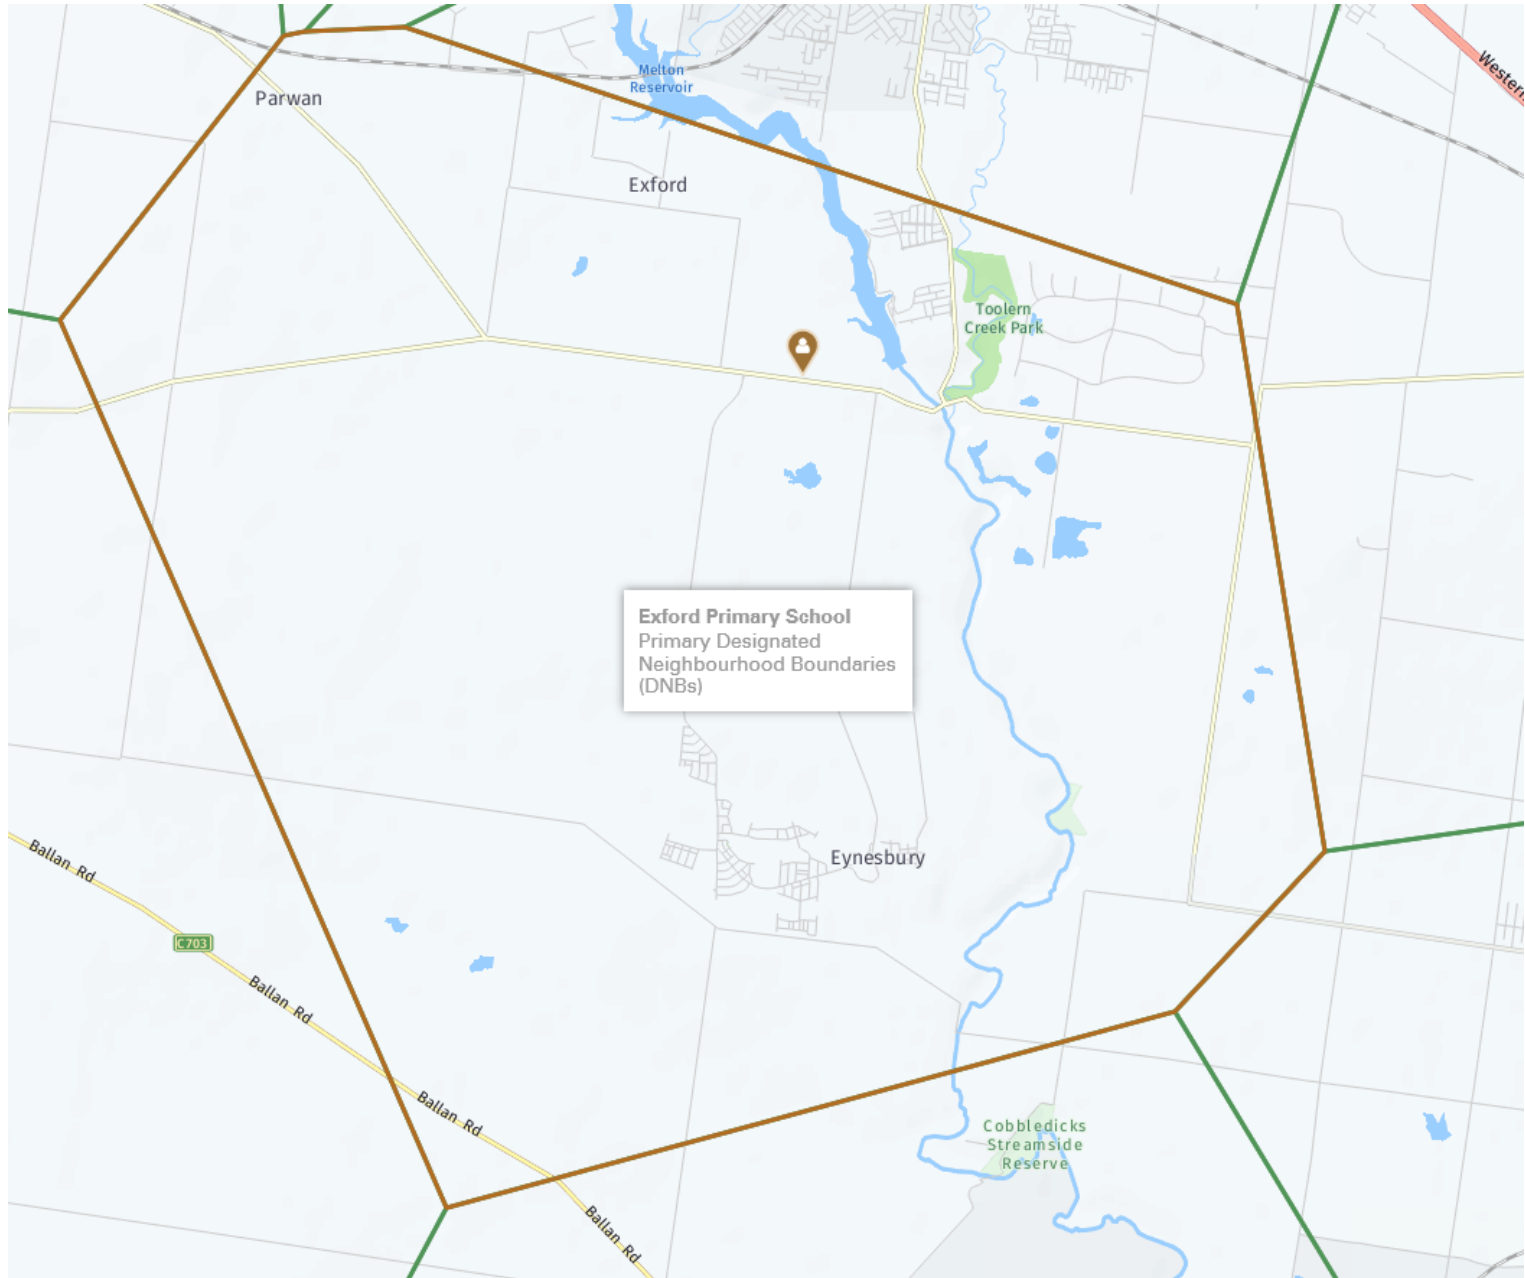 Melton
Reservoir
Western
Parwan
Exford
Toolern
Creek Park
Exford Primary School
Primary Designated
Neighbourhood Boundaries
(DNBs)
Eynesbury
Ballan Rd
C703
Ballan Rd
Ballan Rd
Cobbledicks
Streamside
Reserve
Ballan Rd